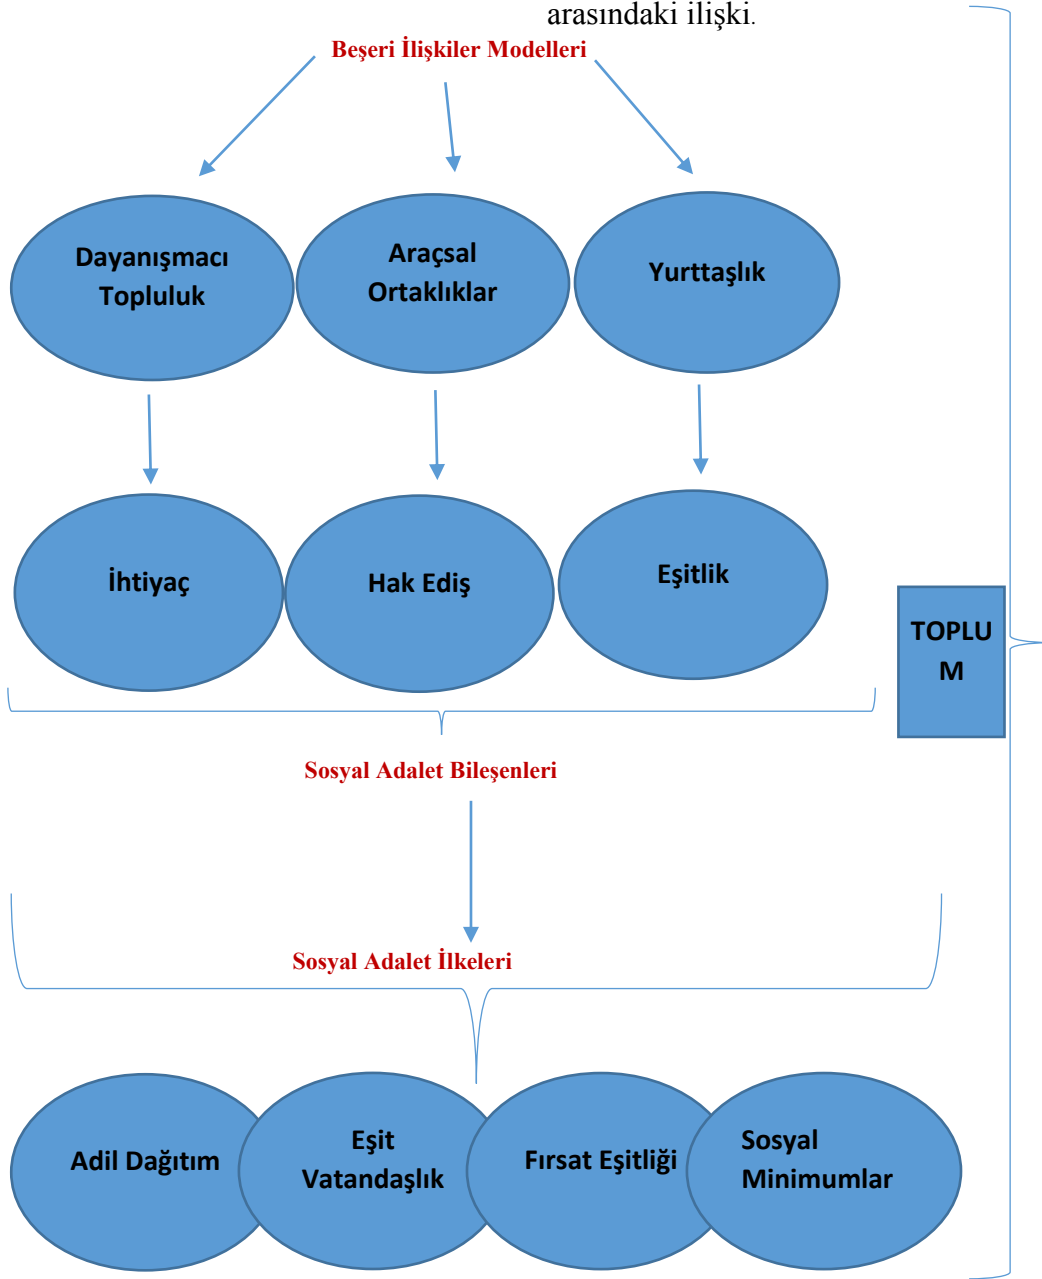 arasındaki ilişki.
Beşeri İlişkiler Modelleri
Dayanışmacı
Topluluk
Araçsal
Ortaklıklar
Yurttaşlık
İhtiyaç
Hak Ediş
Eşitlik
TOPLU
M
Sosyal Adalet Bileşenleri
Sosyal Adalet İlkeleri
Adil Dağıtım
Eşit
Vatandaşlık
Fırsat Eşitliği
Sosyal
Minimumlar